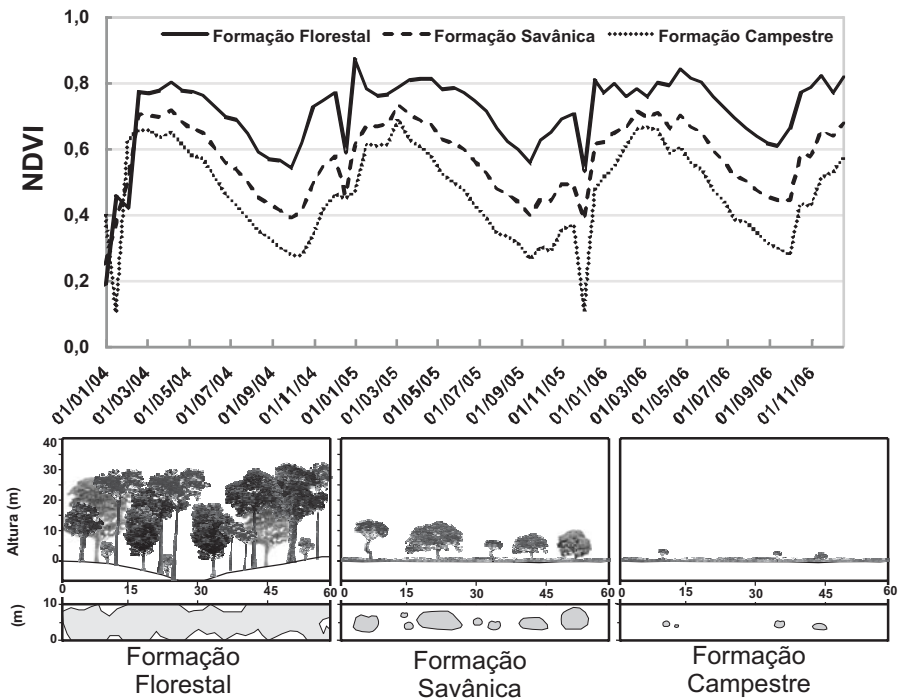 1,0
Formação Florestal Formação Savânica Formação Campestre
0,8
0,6
NDVI
0,4
0,2
0,0
01/01/04 01/03/04 01/05/04 01/07/04 01/09/04 01/11/04 01/01/05 01/03/05 01/05/05 01/07/05 01/09/05 01/11/05 01/01/06 01/03/06 01/05/06 01/07/06 01/09/06 01/11/06
Altura (m)
40
30
20
10
0
0 15 30 45 60 0 15 30 45 60 0 15 30 45 60
(m)
10
0
Formação
Florestal
Formação
Savânica
Formação
Campestre